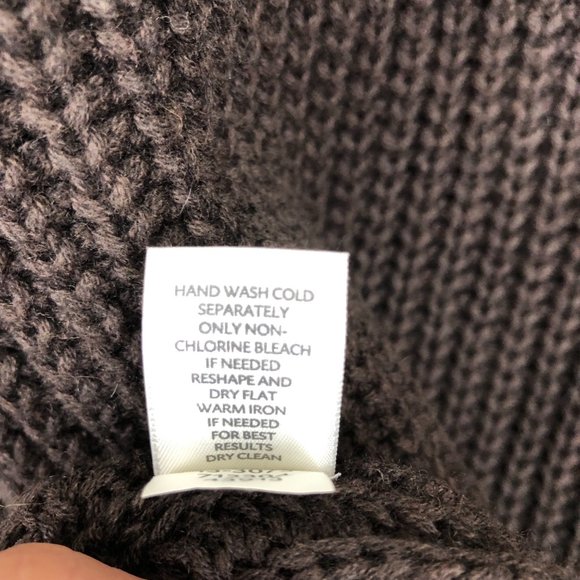 HAND WASH COLD
SEPARATELY
ONLY NON-
CHLORINE BLEACH
IF NEEDED
RESHAPE AND
DRY FLAT
WARM IRON
IF NEEDED
FOR BEST
RESULTS
DRY CLEAN